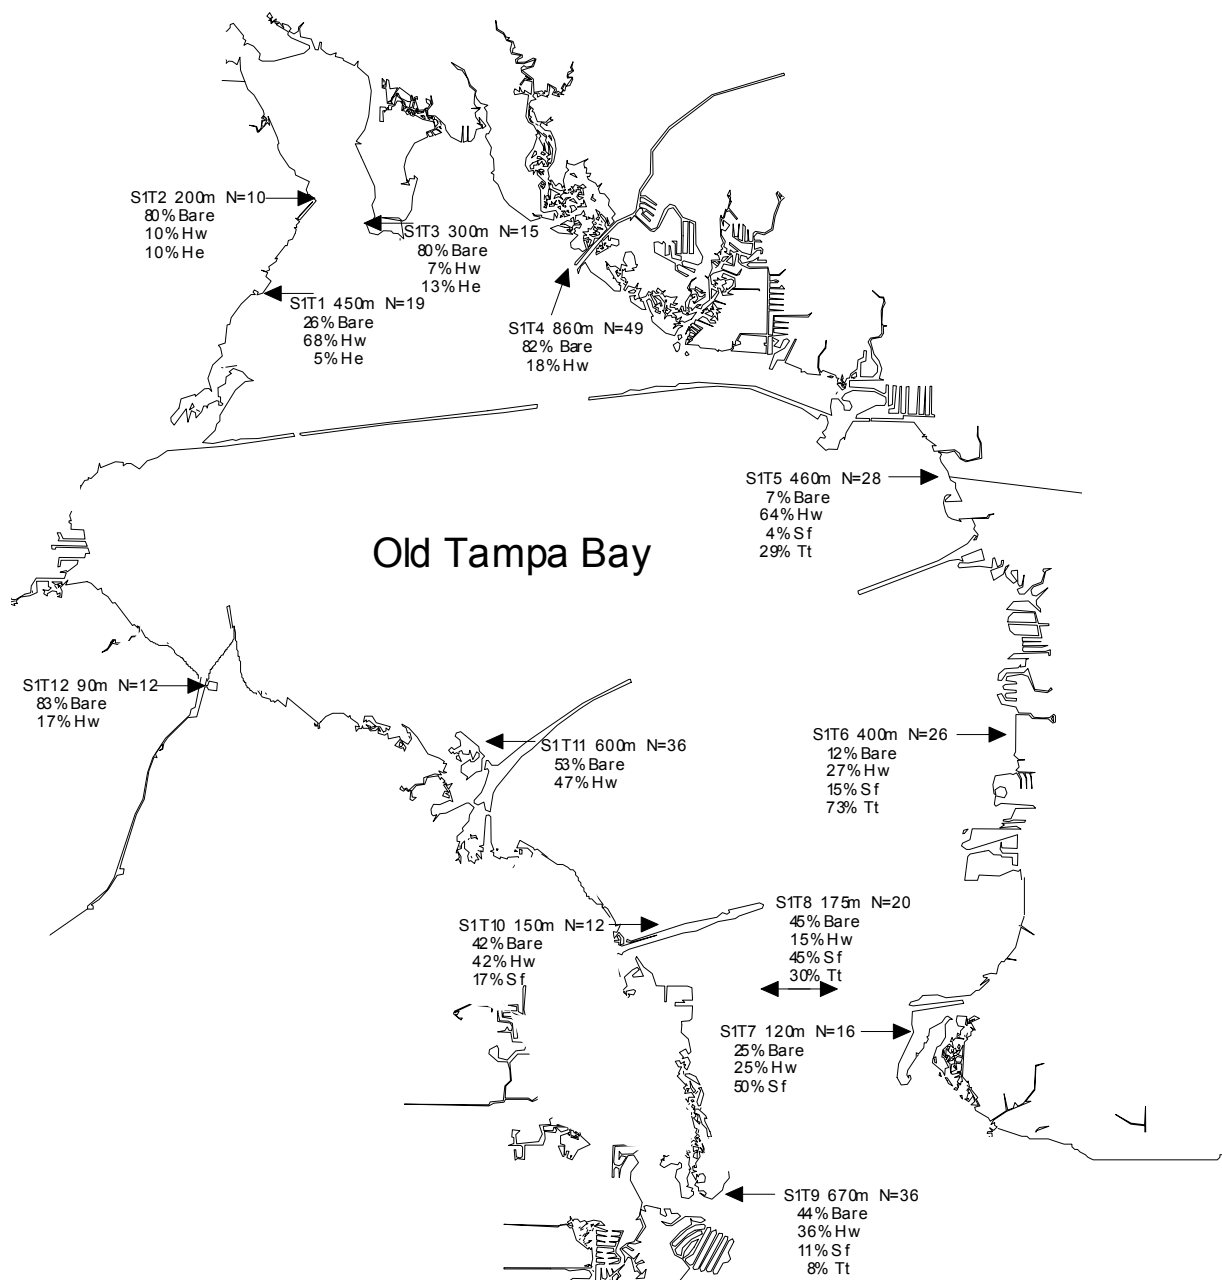 S1T2 200m N=10
80% Bare
10% Hw
10% He
S1T3 300m N=15
80% Bare
7% Hw
13% He
S1T1 450m N=19
26% Bare
68% Hw
5% He
S1T4 860m N=49
82% Bare
18% Hw
S1T5 460m N=28
7% Bare
64% Hw
4% Sf
29% Tt
Old Tampa Bay
S1T12 90m N=12
83% Bare
17% Hw
S1T11 600m N=36
53% Bare
47% Hw
S1T6 400m N=26
12% Bare
27% Hw
15% Sf
73% Tt
S1T10 150m N=12
42% Bare
42% Hw
17% Sf
S1T8 175m N=20
45% Bare
15% Hw
45% Sf
30% Tt
S1T7 120m N=16
25% Bare
25% Hw
50% Sf
S1T9 670m N=36
44% Bare
36% Hw
11% Sf
8% Tt